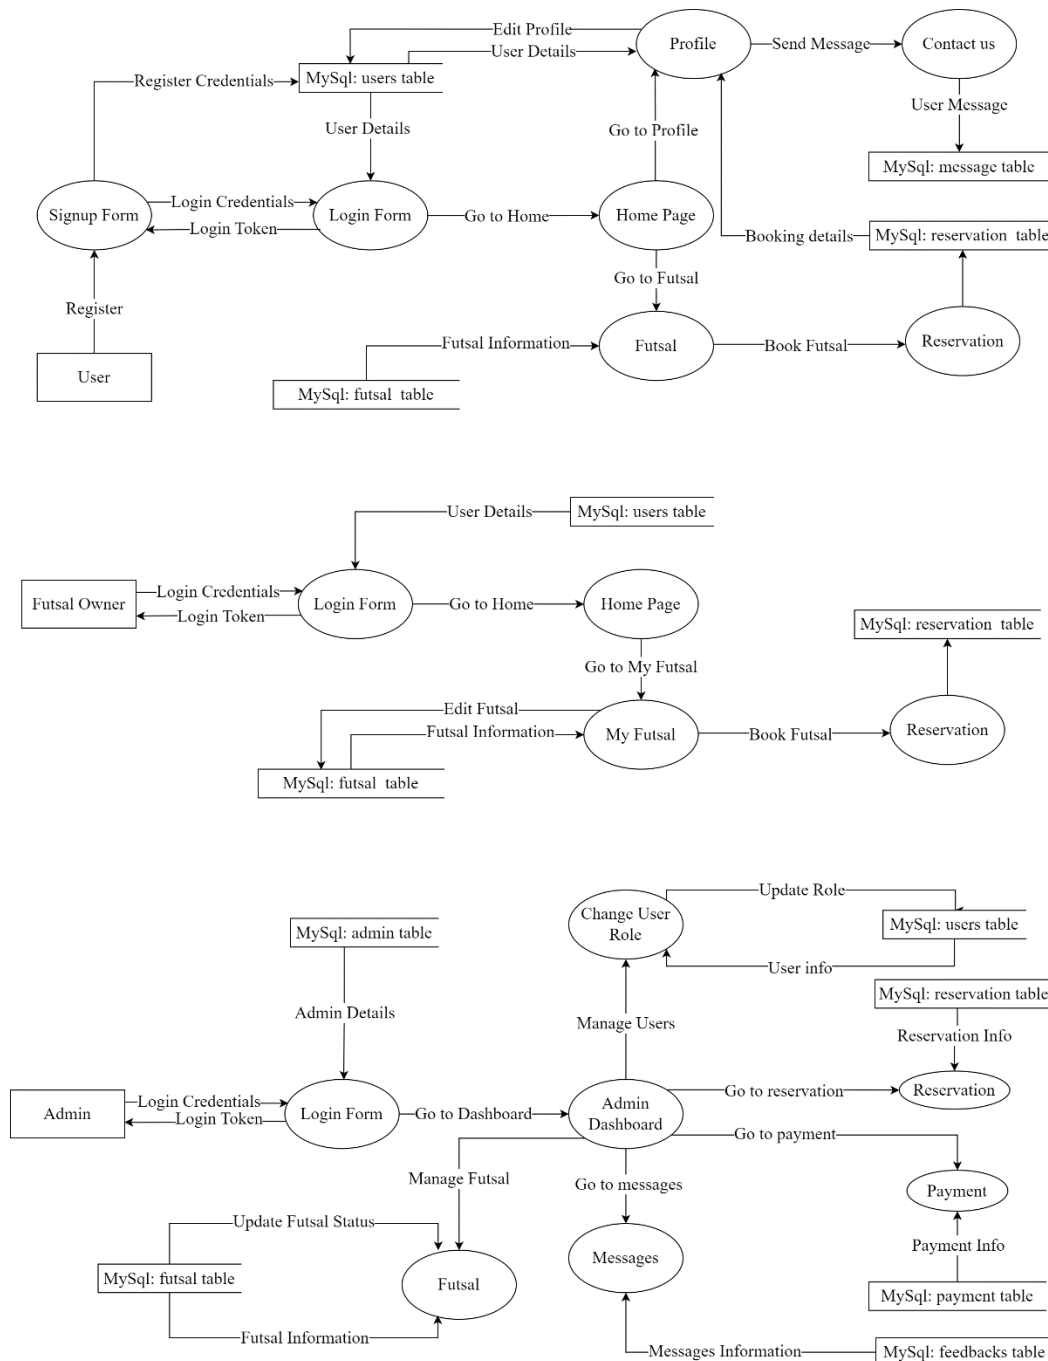 Edit Profile
User Details
Profile
Send Message
Contact us
Register Credentials
MySql: users table
User Message
User Details
Go to Profile
MySql: message table
Signup Form
Login Credentials
Login Token
Login Form
Go to Home
Home Page
Booking details
MySql: reservation table
Go to Futsal
Register
Futsal Information
Futsal
Book Futsal
Reservation
User
MySql: futsal table
User Details
MySql: users table
Futsal Owner
Login Credentials
Login Token
Login Form
Go to Home
Home Page
MySql: reservation table
Go to My Futsal
Edit Futsal
Futsal Information
My Futsal
Book Futsal
Reservation
MySql: futsal table
Change User
Role
Update Role
MySql: users table
User info
MySql: admin table
MySql: reservation table
Admin Details
Manage Users
Reservation Info
Admin
Login Credentials
Login Token
Login Form
Go to Dashboard
Admin
Dashboard
Go to reservation
Reservation
Go to payment
Manage Futsal
Go to messages
Payment
Update Futsal Status
MySql: futsal table
Futsal
Messages
Payment Info
MySql: payment table
Futsal Information
Messages Information
MySql: feedbacks table